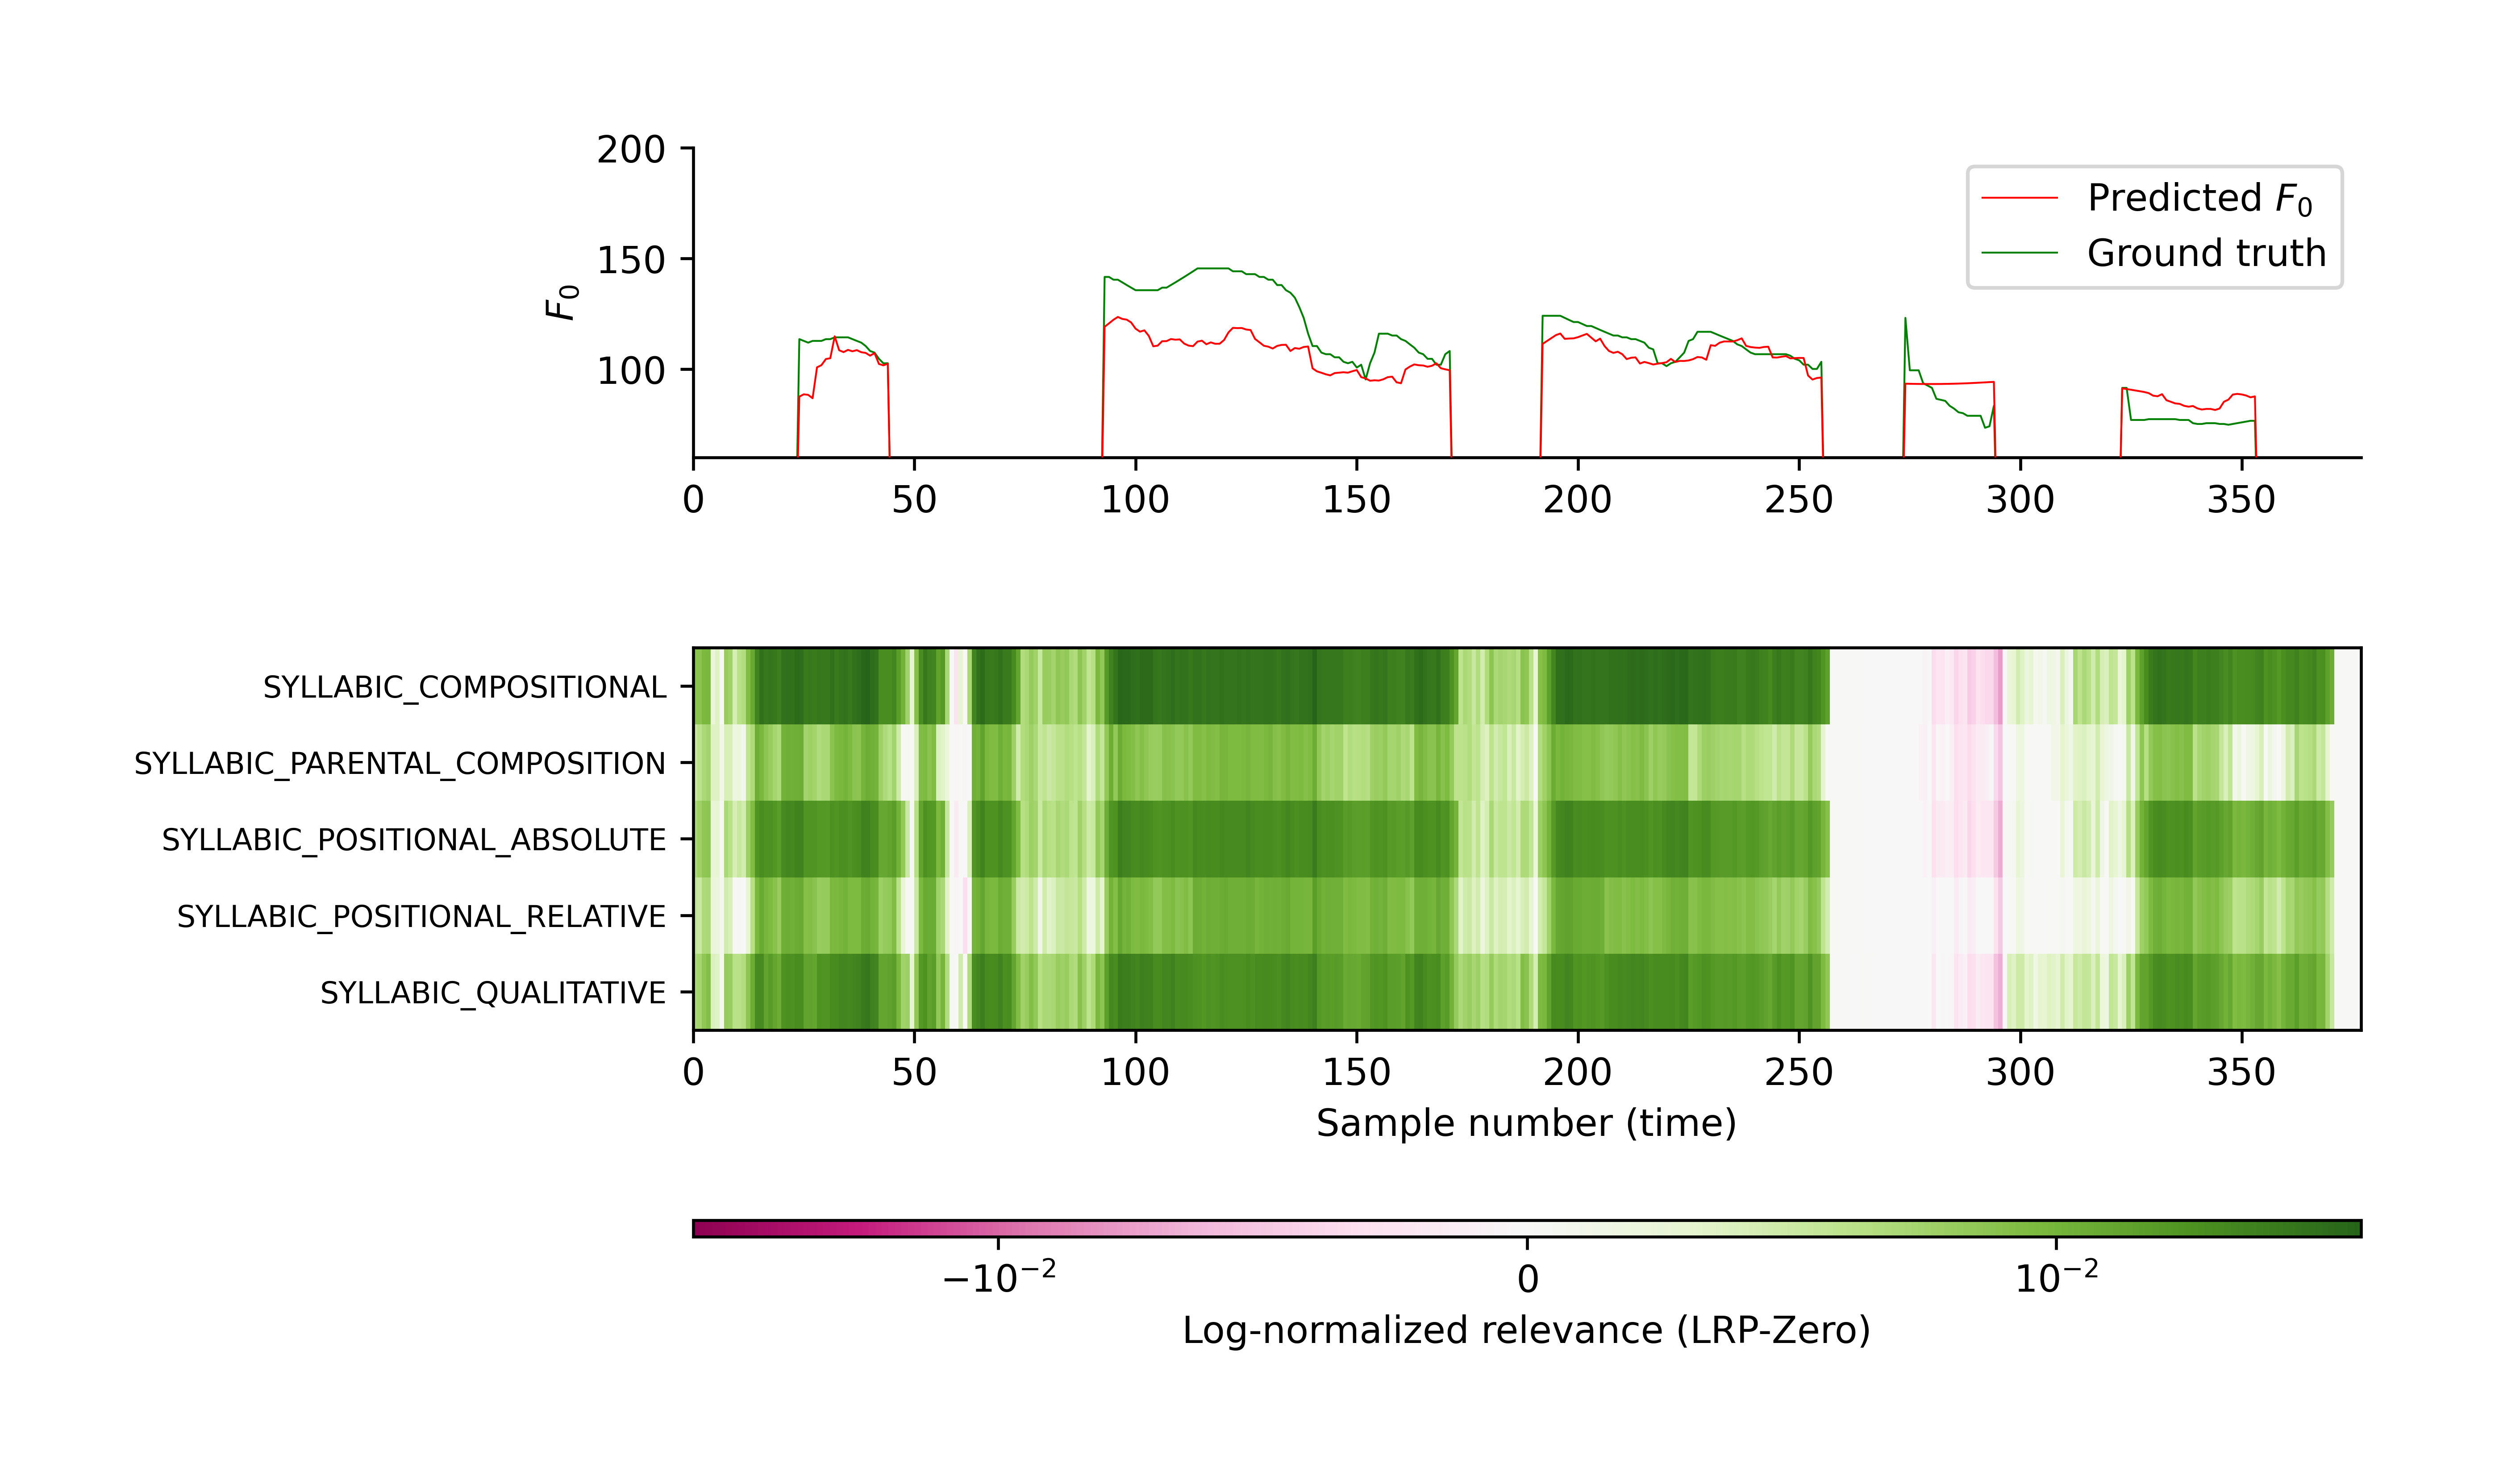 200
150
100
F0
Predicted F0
Ground truth
0 50 100 150 200 250 300 350
SYLLABIC_COMPOSITIONAL
SYLLABIC_PARENTAL_COMPOSITION
SYLLABIC_POSITIONAL_ABSOLUTE
SYLLABIC_POSITIONAL_RELATIVE
SYLLABIC_QUALITATIVE
0 50 100 150 200 250 300 350
Sample number (time)
−10⁻² 0 10⁻²
Log-normalized relevance (LRP-Zero)